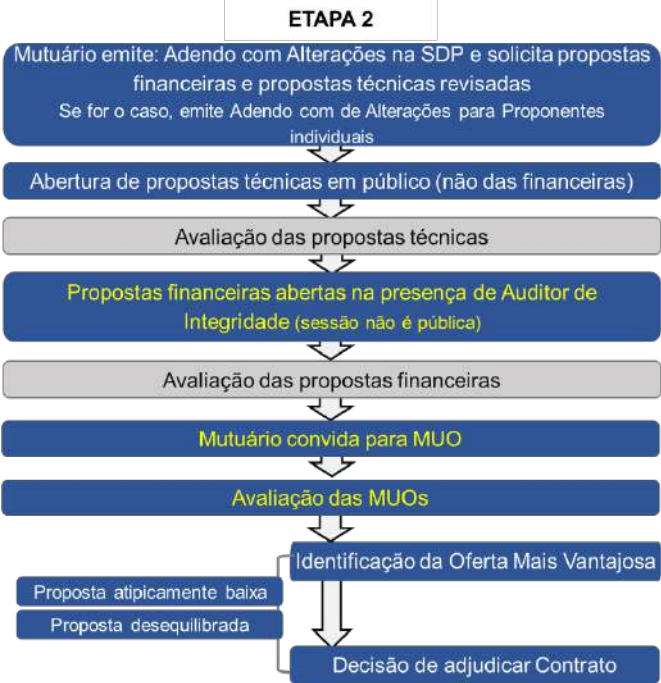 ETAPA 2
Mutuário emite: Adendo com Alterações na SDP e solicita propostas
financeiras e propostas técnicas revisadas
Se for o caso, emite Adendo com de Alterações para Proponentes
individuais
Abertura de propostas técnicas em público (não das financeiras)
Avaliação das propostas técnicas
Propostas financeiras abertas na presença de Auditor de
Integridade (sessão não é pública)
Avaliação das propostas financeiras
Mutuário convida para MUO
Avaliação das MUOs
Identificação da Oferta Mais Vantajosa
Proposta atipicamente baixa
Proposta desequilibrada
Decisão de adjudicar Contrato